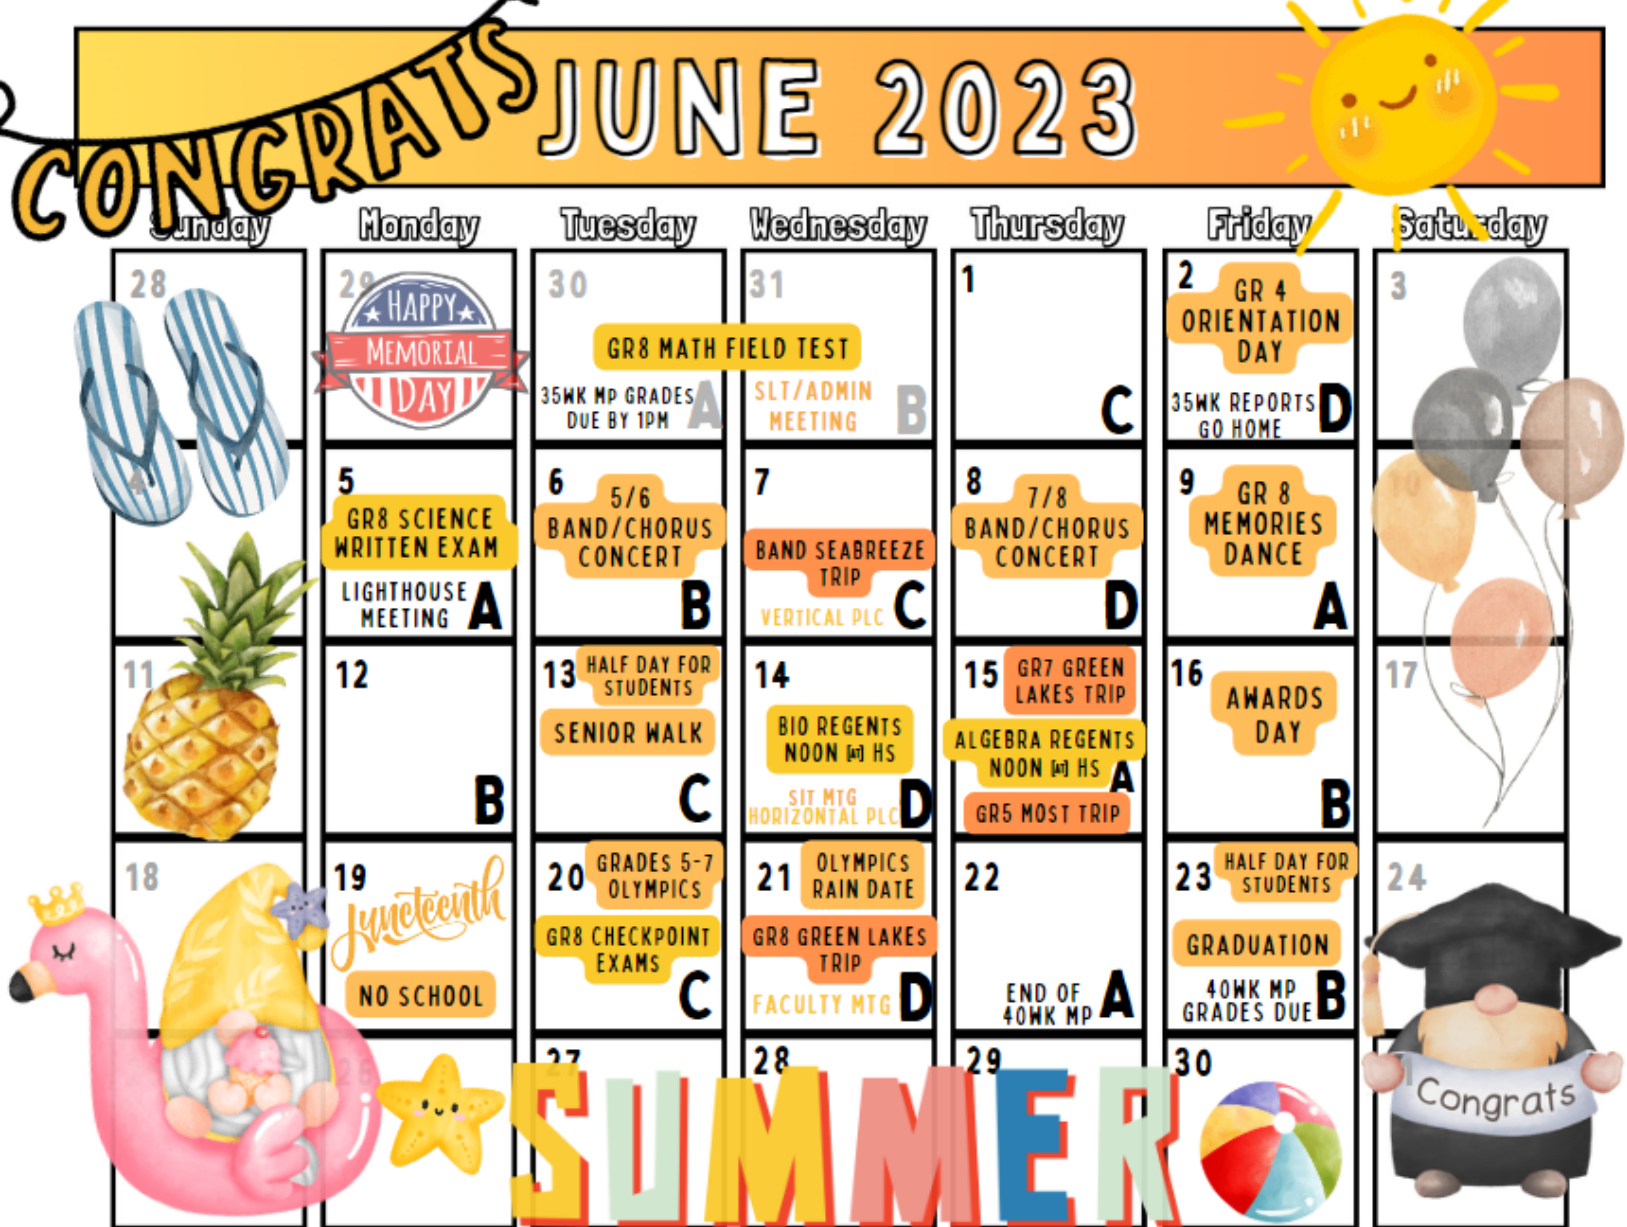 CONGRATS
JUNE 2023
Sunday Monday Tuesday Wednesday Thursday Friday Saturday
28
29
HAPPY
MEMORIAL
DAY
30
31
GR8 MATH FIELD TEST
35WK MP GRADES
DUE BY 1PM
A
SLT/ADMIN
MEETING
B
1
C
2
GR 4
ORIENTATION
DAY
35WK REPORTS
GO HOME
D
3
4
5
GR8 SCIENCE
WRITTEN EXAM
LIGHTHOUSE
MEETING
A
6
5/6
BAND/CHORUS
CONCERT
B
7
BAND SEABREEZE
TRIP
VERTICAL PLC
C
8
7/8
BAND/CHORUS
CONCERT
D
9
GR 8
MEMORIES
DANCE
A
10
11
12
B
13
HALF DAY FOR
STUDENTS
SENIOR WALK
C
14
BIO REGENTS
NOON [AT] HS
SIT MTG
HORIZONTAL PLC
D
15
GR7 GREEN
LAKES TRIP
ALGEBRA REGENTS
NOON [AT] HS
A
GR5 MOST TRIP
16
AWARDS
DAY
B
17
18
19
Juneteenth
NO SCHOOL
20
GRADES 5-7
OLYMPICS
GR8 CHECKPOINT
EXAMS
C
21
OLYMPICS
RAIN DATE
GR8 GREEN LAKES
TRIP
FACULTY MTG
D
22
END OF
40WK MP
A
23
HALF DAY FOR
STUDENTS
GRADUATION
40WK MP
GRADES DUE
B
24
26
27
28
29
30
SUMMER
Congrats